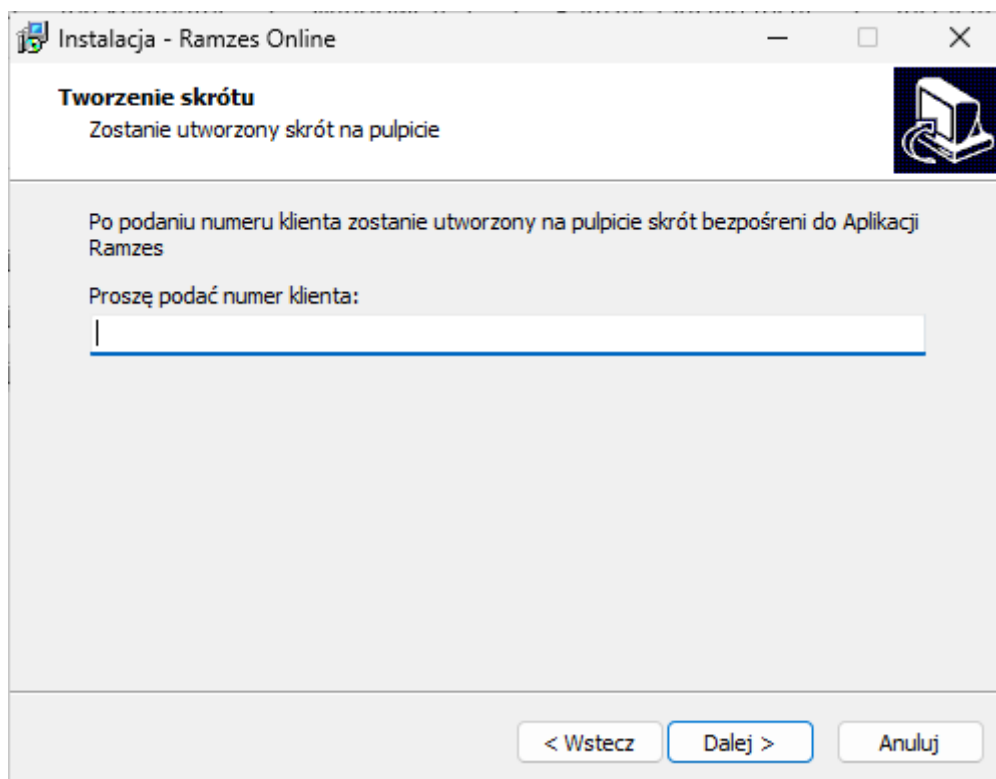 Instalacja - Ramzes Online
Tworzenie skrótu
Zostanie utworzony skrót na pulpicie
Po podaniu numeru klienta zostanie utworzony na pulpicie skrót bezpośreni do Aplikacji
Ramzes
Proszę podać numer klienta:
< Wstecz
Dalej >
Anuluj